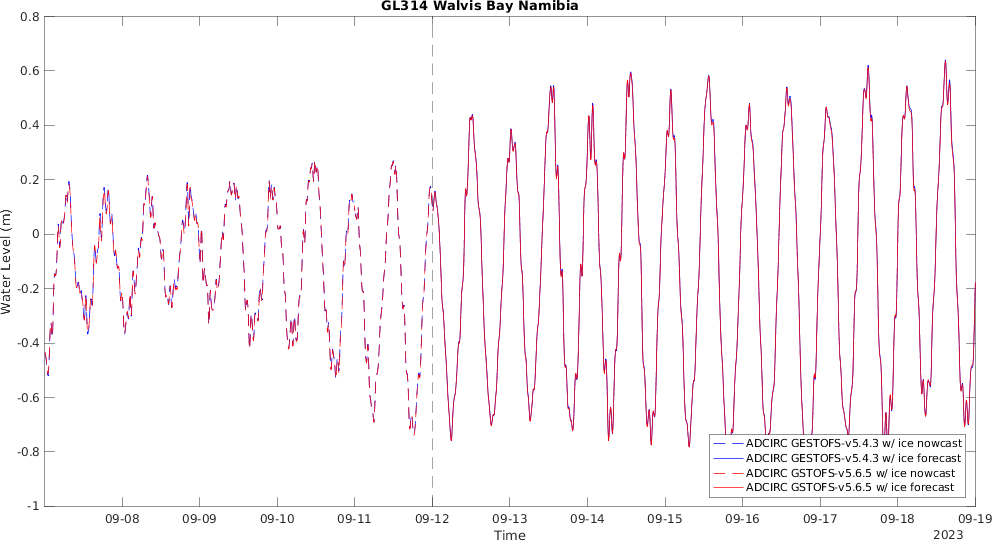 GL314 Walvis Bay Namibia
0.8
0.6
0.4
0.2
0
-0.2
-0.4
-0.6
-0.8
-1
Water Level (m)
ADCIRC GESTOFS-v5.4.3 w/ ice nowcast
ADCIRC GESTOFS-v5.4.3 w/ ice forecast
ADCIRC GSTOFS-v5.6.5 w/ ice nowcast
ADCIRC GSTOFS-v5.6.5 w/ ice forecast
09-08 09-09 09-10 09-11 09-12 09-13 09-14 09-15 09-16 09-17 09-18 09-19
Time
2023